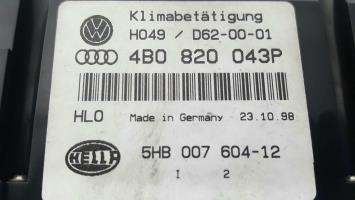 Klimabetätigung
H049 / D62-00-01
4B0 820 043P
HLO Made in Germany 23.10.98
HELLA 5HB 007 604-12
I 2